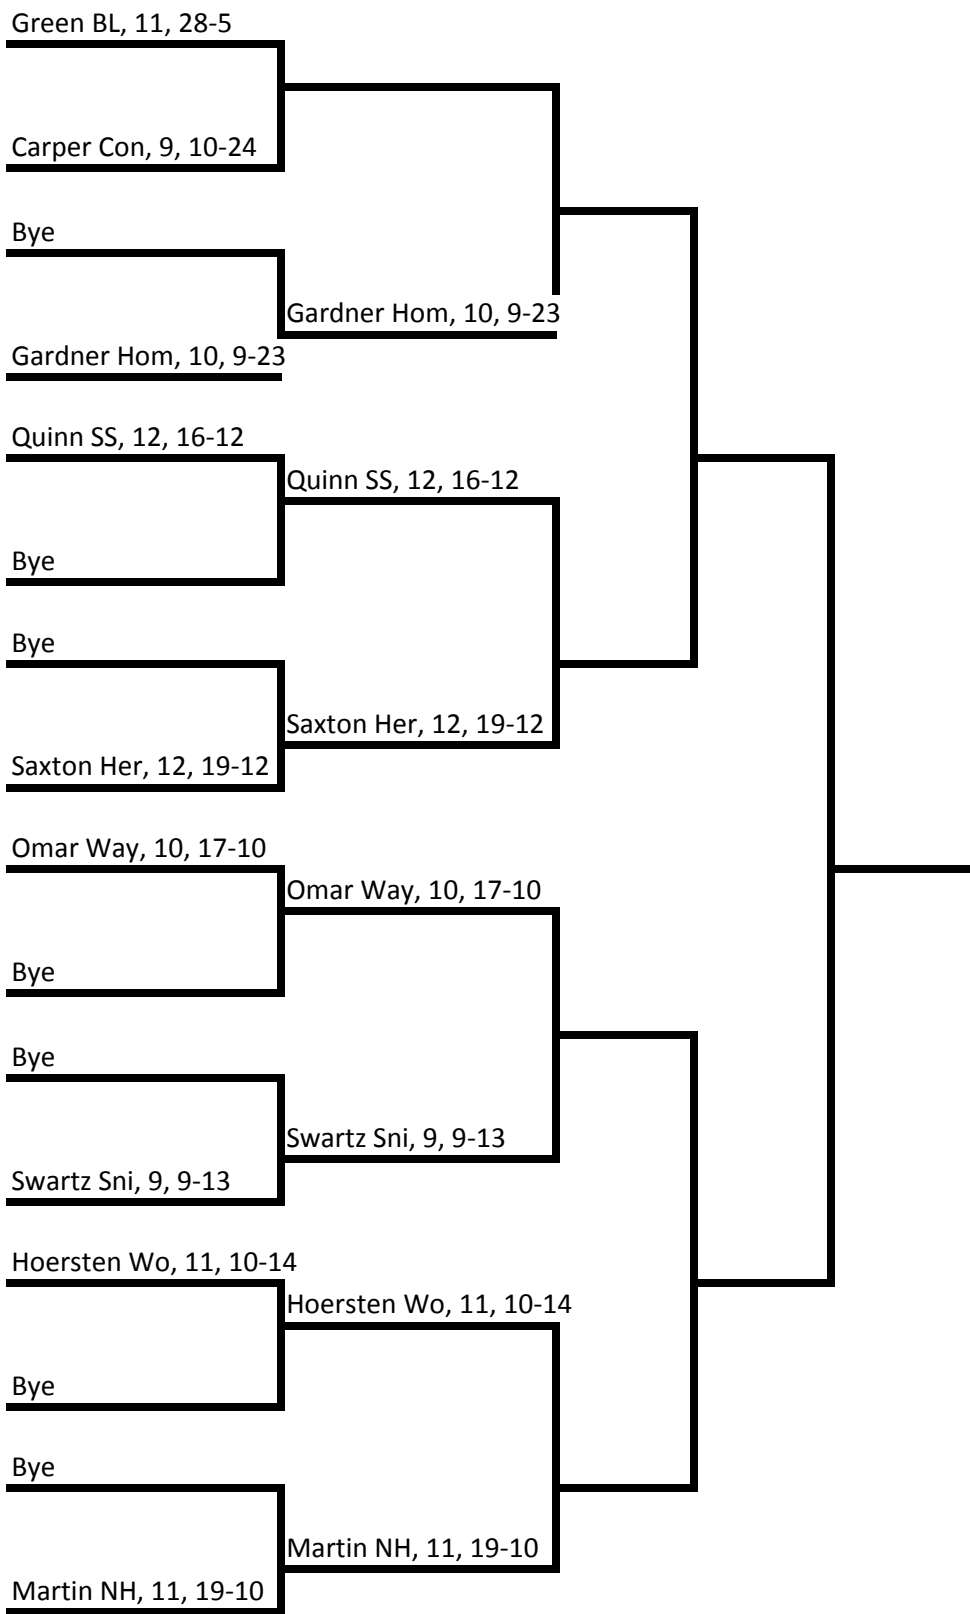 Green BL, 11, 28-5
Carper Con, 9, 10-24
Bye
Gardner Hom, 10, 9-23
Gardner Hom, 10, 9-23
Quinn SS, 12, 16-12
Quinn SS, 12, 16-12
Bye
Bye
Saxton Her, 12, 19-12
Saxton Her, 12, 19-12
Omar Way, 10, 17-10
Omar Way, 10, 17-10
Bye
Bye
Swartz Sni, 9, 9-13
Swartz Sni, 9, 9-13
Hoersten Wo, 11, 10-14
Hoersten Wo, 11, 10-14
Bye
Bye
Martin NH, 11, 19-10
Martin NH, 11, 19-10